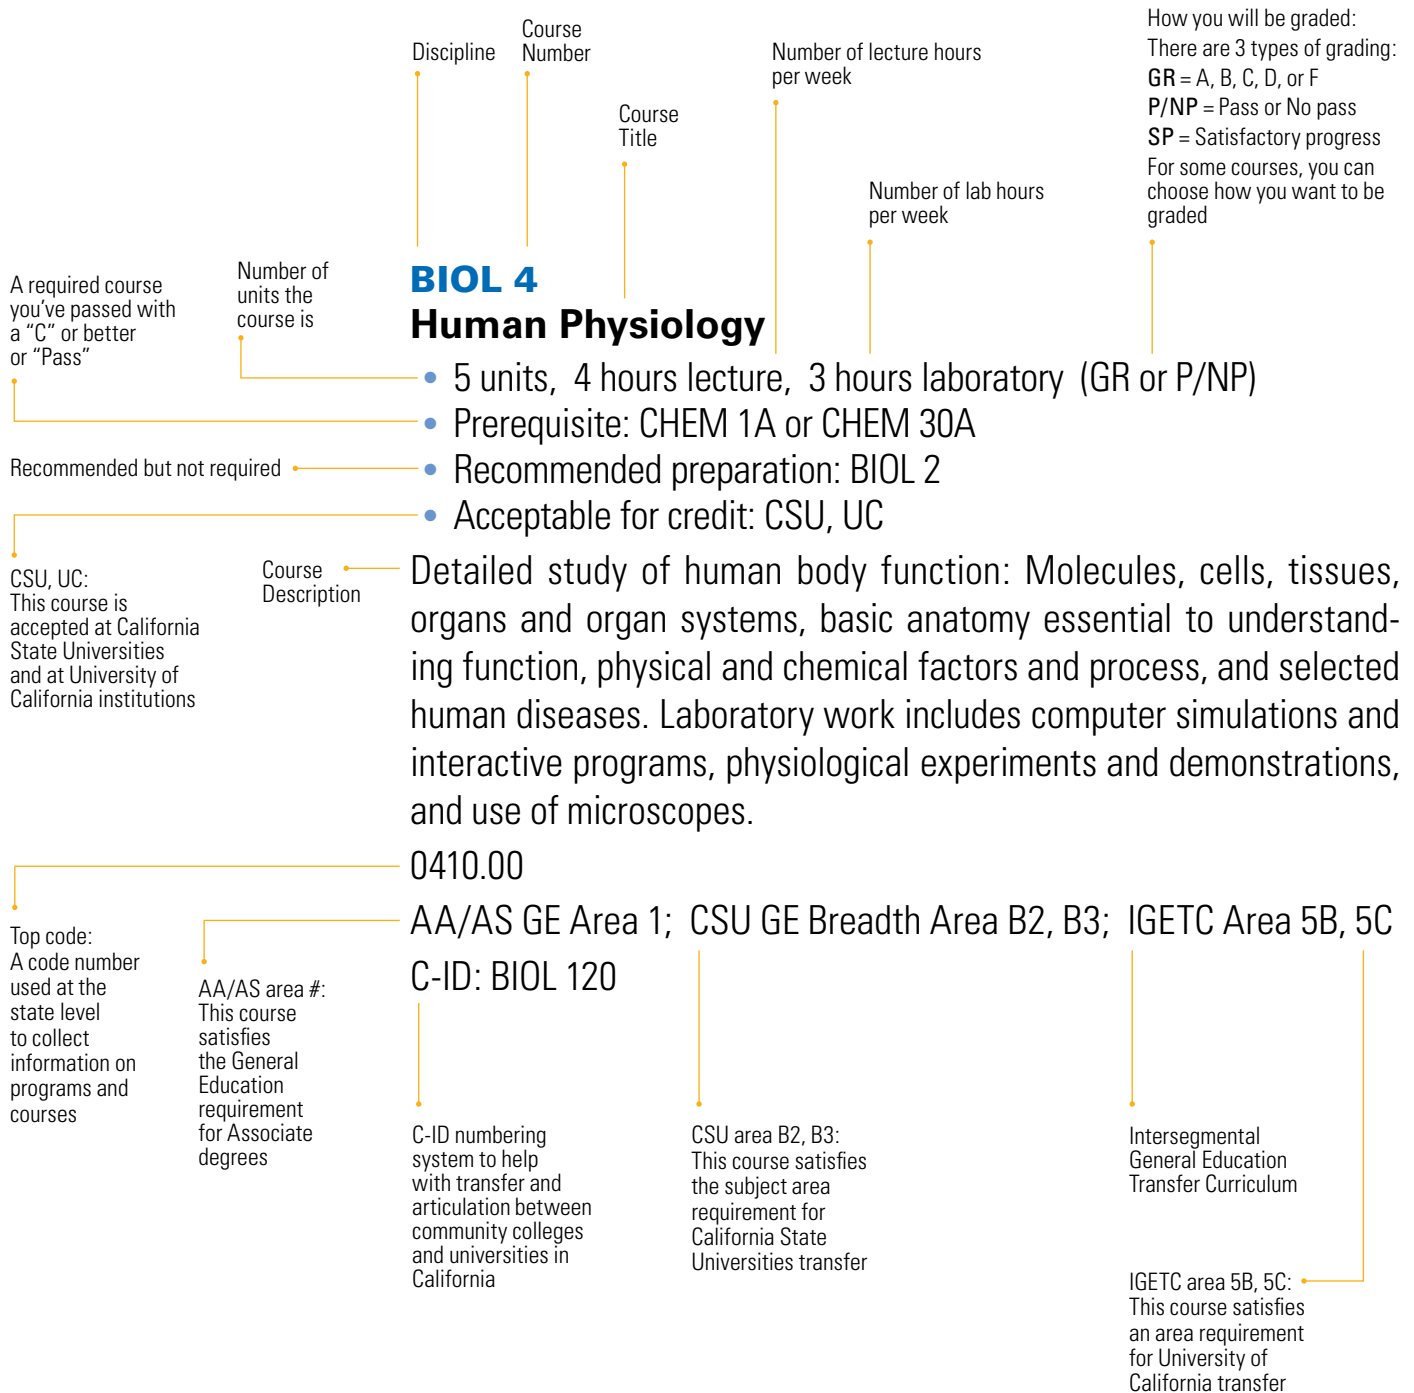 Discipline
Course
Number
Course
Title
Number of lecture hours
per week
Number of lab hours
per week
How you will be graded:
There are 3 types of grading:
GR = A, B, C, D, or F
P/NP = Pass or No pass
SP = Satisfactory progress
For some courses, you can
choose how you want to be
graded
A required course
you’ve passed with
a “C” or better
or “Pass”
Number of
units the
course is
BIOL 4
Human Physiology
• 5 units, 4 hours lecture, 3 hours laboratory (GR or P/NP)
• Prerequisite: CHEM 1A or CHEM 30A
Recommended but not required
• Recommended preparation: BIOL 2
• Acceptable for credit: CSU, UC
CSU, UC:
This course is
accepted at California
State Universities
and at University of
California institutions
Course
Description
Detailed study of human body function: Molecules, cells, tissues,
organs and organ systems, basic anatomy essential to understand-
ing function, physical and chemical factors and process, and selected
human diseases. Laboratory work includes computer simulations and
interactive programs, physiological experiments and demonstrations,
and use of microscopes.
0410.00
AA/AS GE Area 1; CSU GE Breadth Area B2, B3; IGETC Area 5B, 5C
C-ID: BIOL 120
Top code:
A code number
used at the
state level
to collect
information on
programs and
courses
AA/AS area #:
This course
satisfies
the General
Education
requirement
for Associate
degrees
C-ID numbering
system to help
with transfer and
articulation between
community colleges
and universities in
California
CSU area B2, B3:
This course satisfies
the subject area
requirement for
California State
Universities transfer
Intersegmental
General Education
Transfer Curriculum
IGETC area 5B, 5C:
This course satisfies
an area requirement
for University of
California transfer